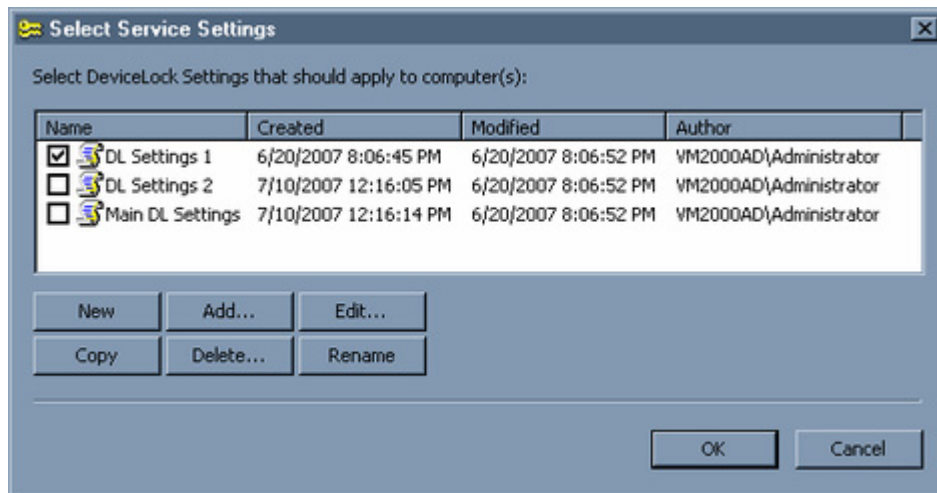 Select Service Settings
Select DeviceLock Settings that should apply to computer(s):
Name Created Modified Author
DL Settings 1 6/20/2007 8:06:45 PM 6/20/2007 8:06:52 PM VM2000AD\Administrator
DL Settings 2 7/10/2007 12:16:05 PM 6/20/2007 8:06:52 PM VM2000AD\Administrator
Main DL Settings 7/10/2007 12:16:14 PM 6/20/2007 8:06:52 PM VM2000AD\Administrator
New Add... Edit...
Copy Delete... Rename
OK Cancel